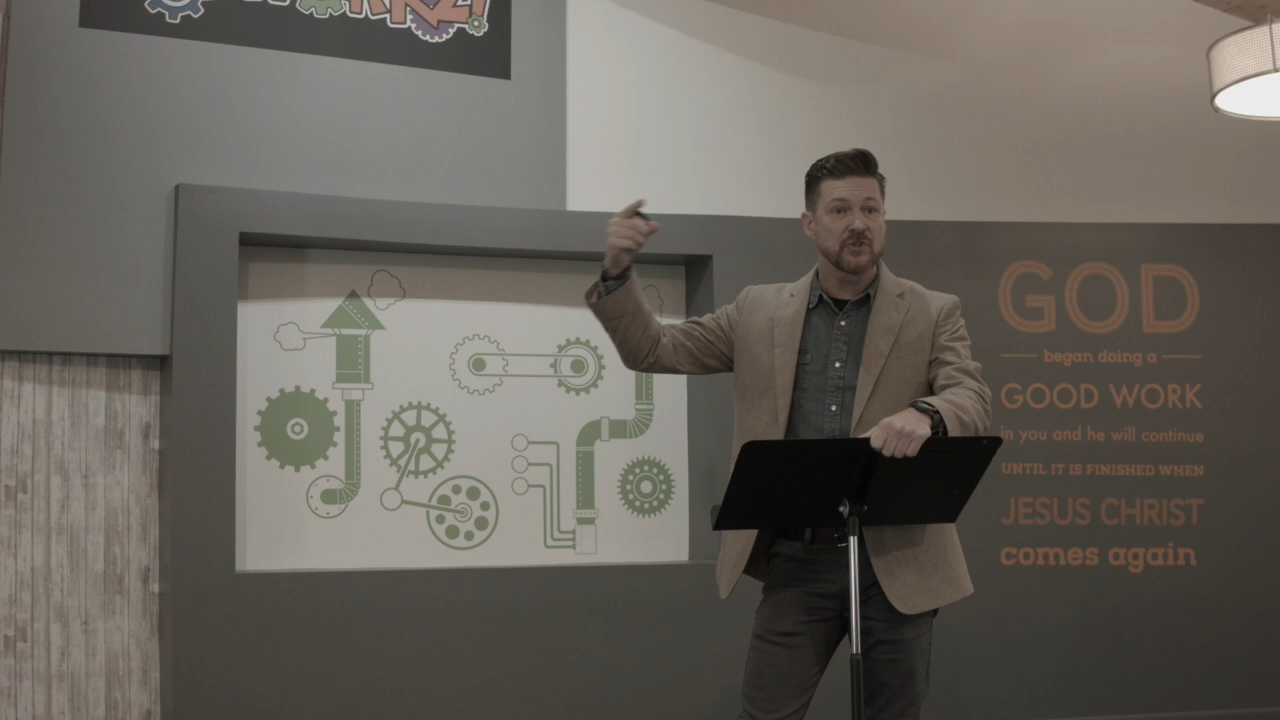 GOD
began doing a
GOOD WORK
in you and he will continue
UNTIL IT IS FINISHED WHEN
JESUS CHRIST
comes again